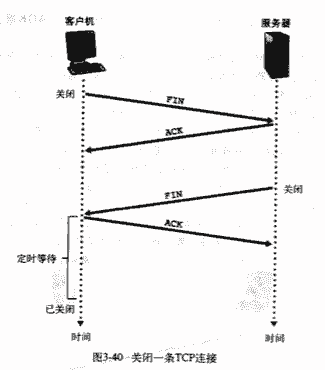 客户机
服务器
关闭
FIN
ACK
FIN
关闭
ACK
定时等待
已关闭
时间
时间
图3-40 关闭一条TCP连接